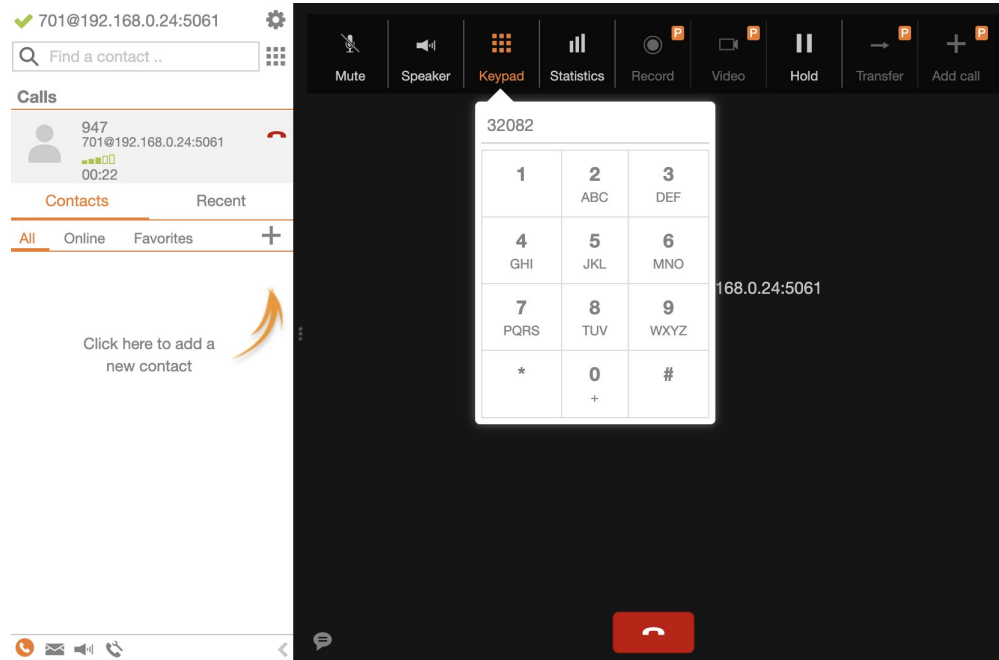 701@192.168.0.24:5061
Find a contact ..
Calls
947
701@192.168.0.24:5061
00:22
Contacts Recent
All Online Favorites
Click here to add a
new contact
P P P P
Mute Speaker Keypad Statistics Record Video Hold Transfer Add call
32082
1 2 3
ABC DEF
4 5 6
GHI JKL MNO
7 8 9
PQRS TUV WXYZ
* 0 #
+
168.0.24:5061